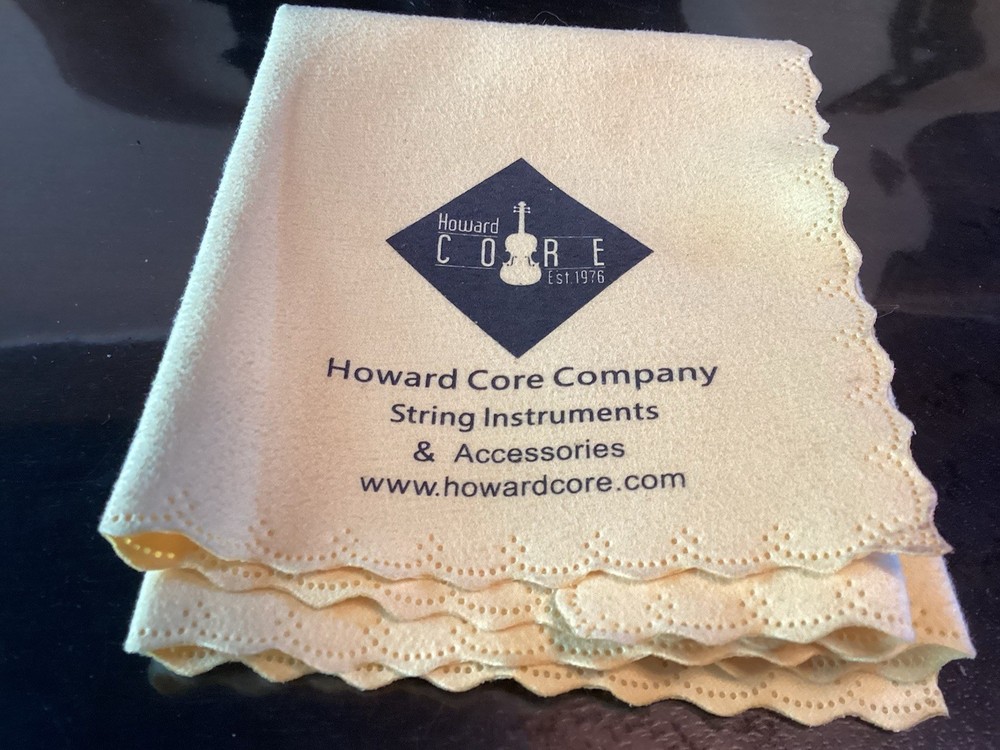 Howard
CORE
Est.1976
Howard Core Company
String Instruments
& Accessories
www.howardcore.com